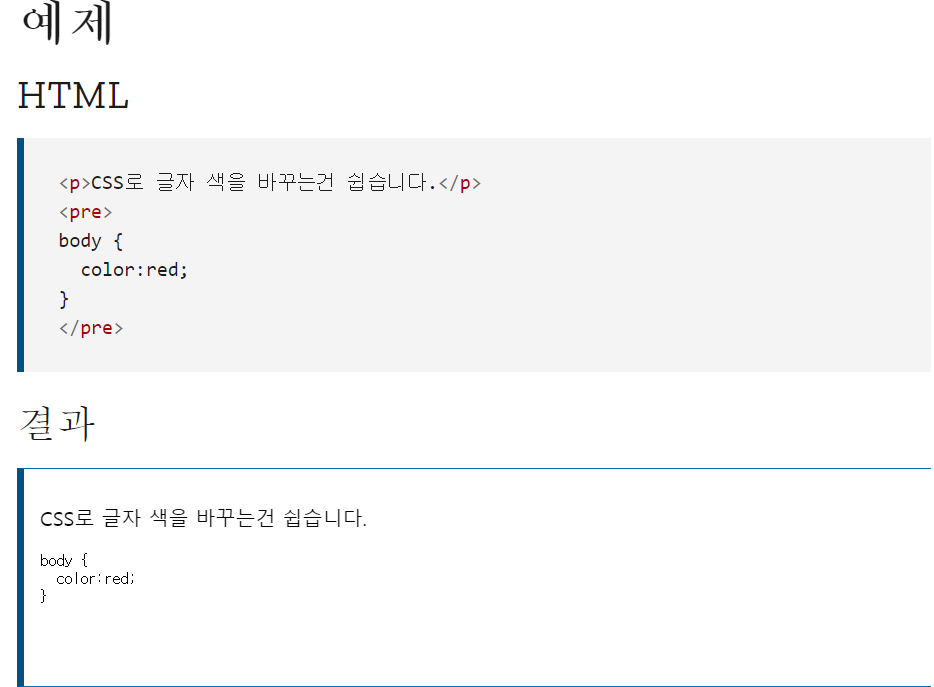 예제
HTML
<p>CSS로 글자 색을 바꾸는건 쉽습니다.</p>
<pre>
body {
  color:red;
}
</pre>
결과
CSS로 글자 색을 바꾸는건 쉽습니다.
body {
  color:red;
}